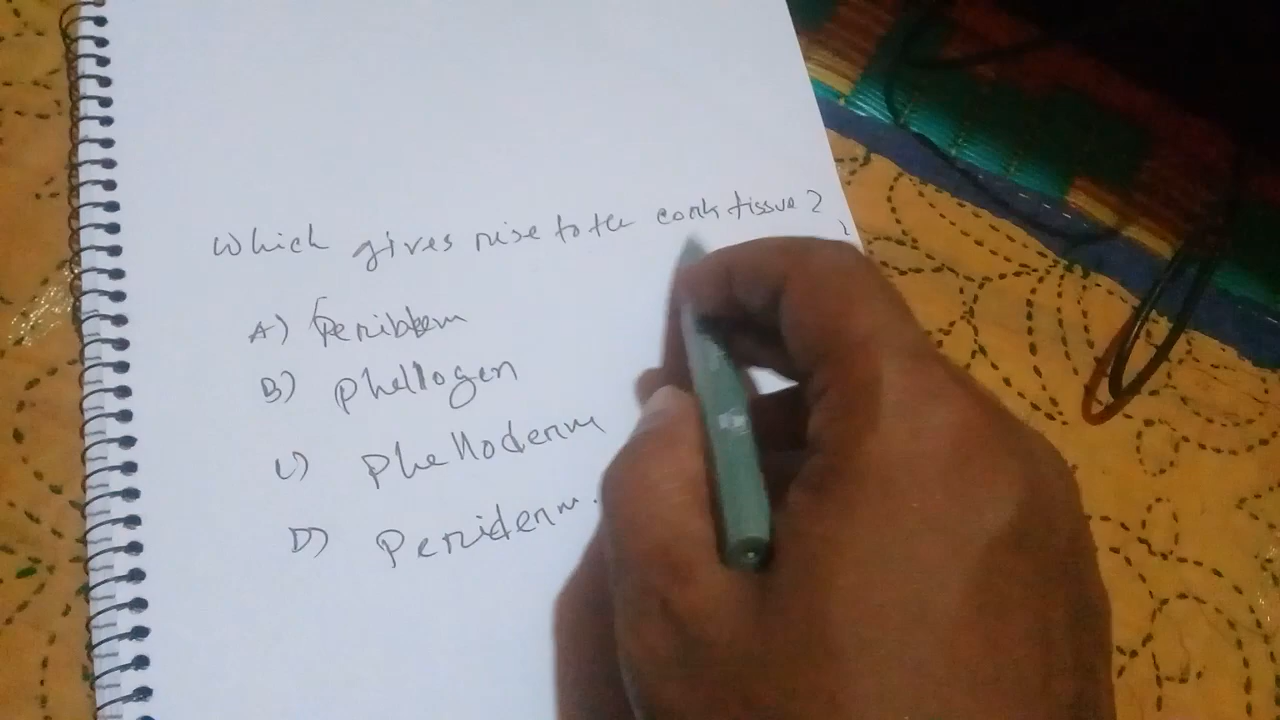 Which gives rise to the cork tissue?
A) Periblem
B) Phellogen
C) Phelloderm
D) Periderm.